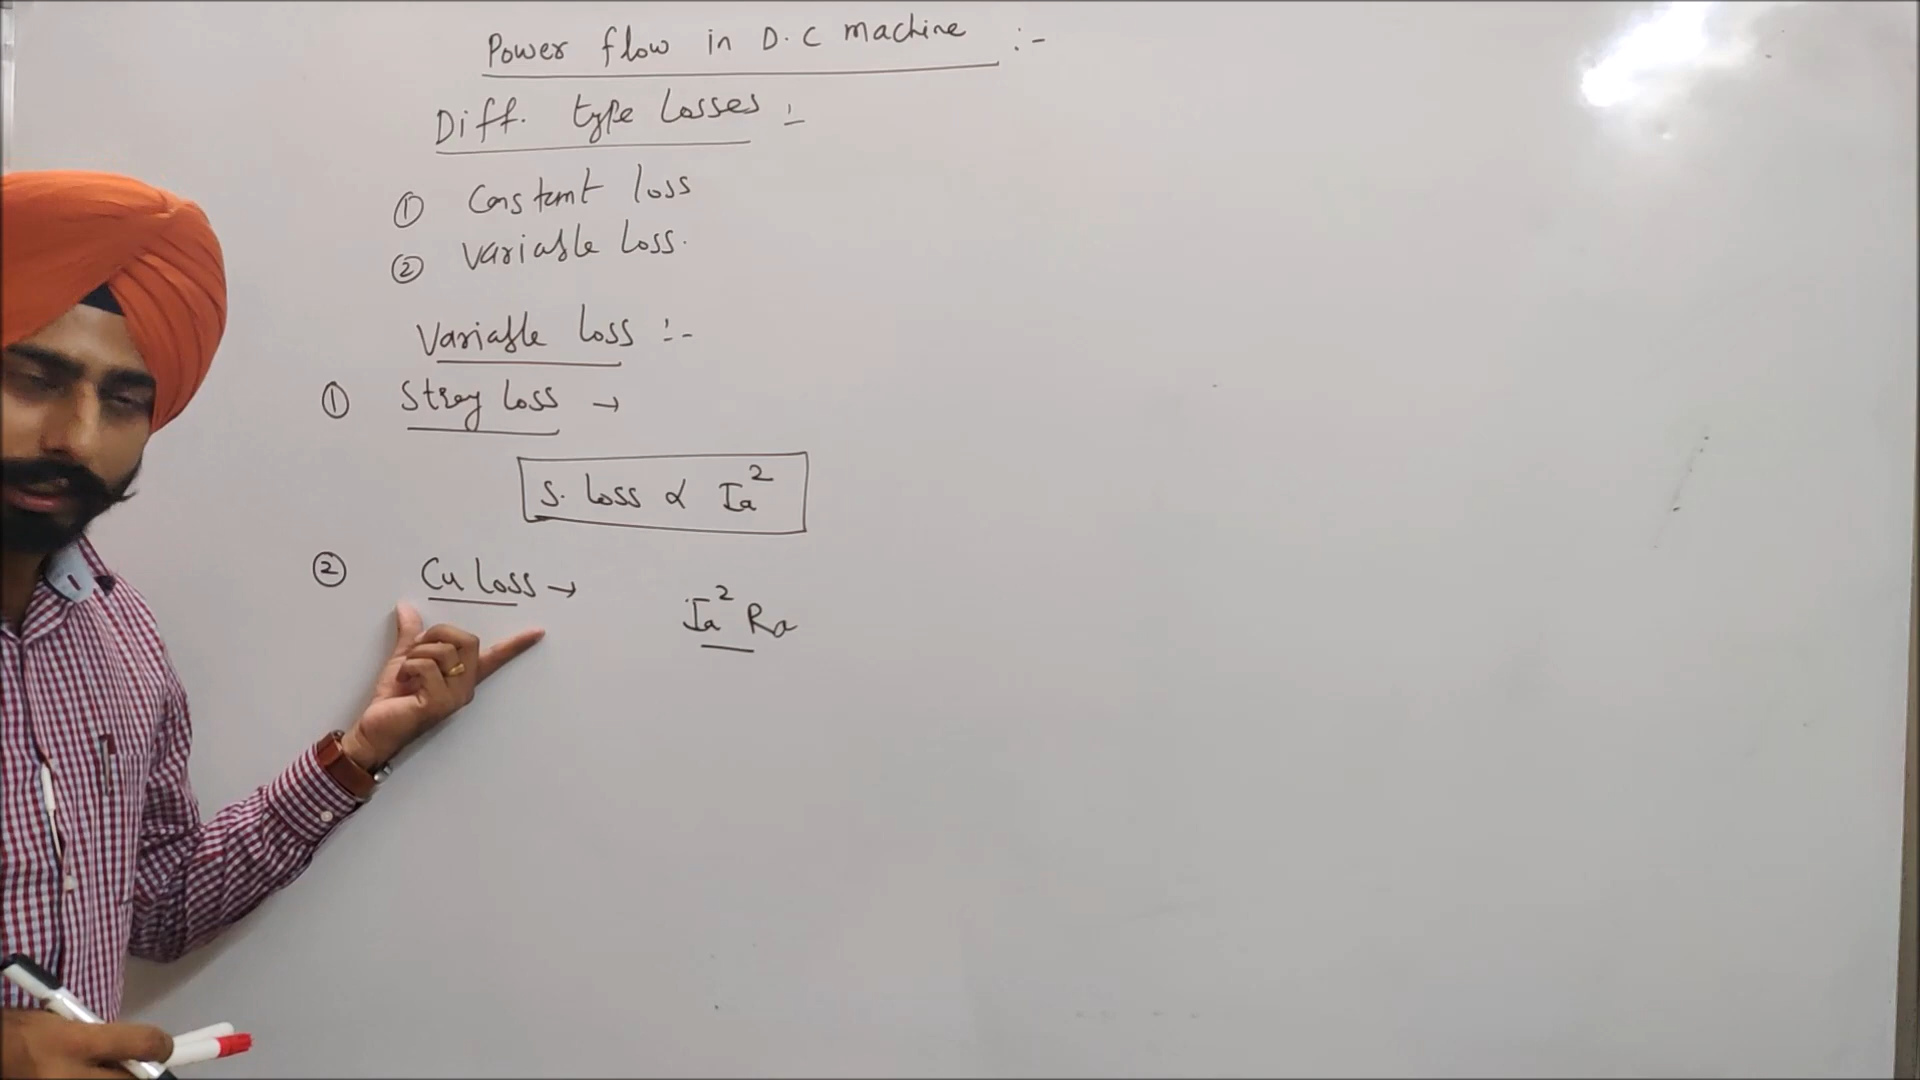 Power flow in D.C machine :-
Diff. type Losses :-
① Constant loss
② Variable Loss.
Variable Loss :-
① Stray Loss →
S. Loss ∝ Ia²
② Cu Loss → Ia² Ra